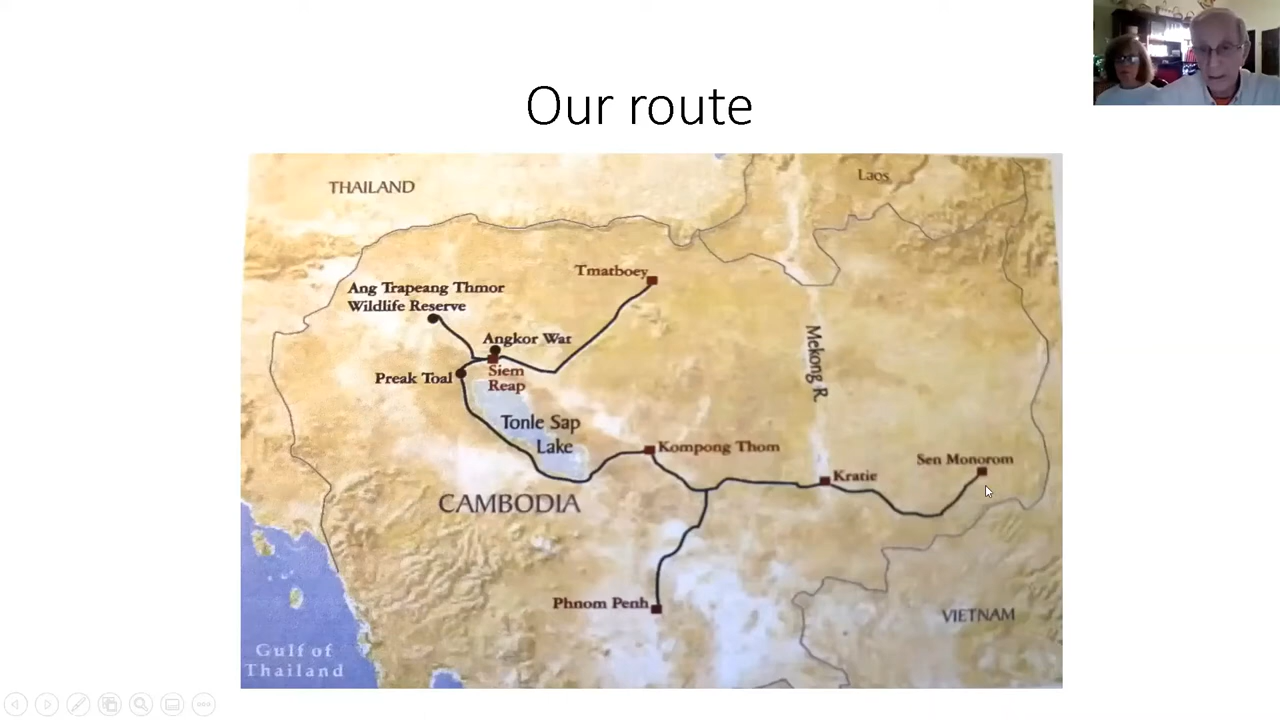 Our route
THAILAND
Laos
Tmatboey
Ang Trapeang Thmor
Wildlife Reserve
Angkor Wat
Siem
Reap
Preak Toal
Mekong R.
Tonle Sap
Lake
Kompong Thom
Sen Monorom
Kratie
CAMBODIA
Phnom Penh
VIETNAM
Gulf of
Thailand